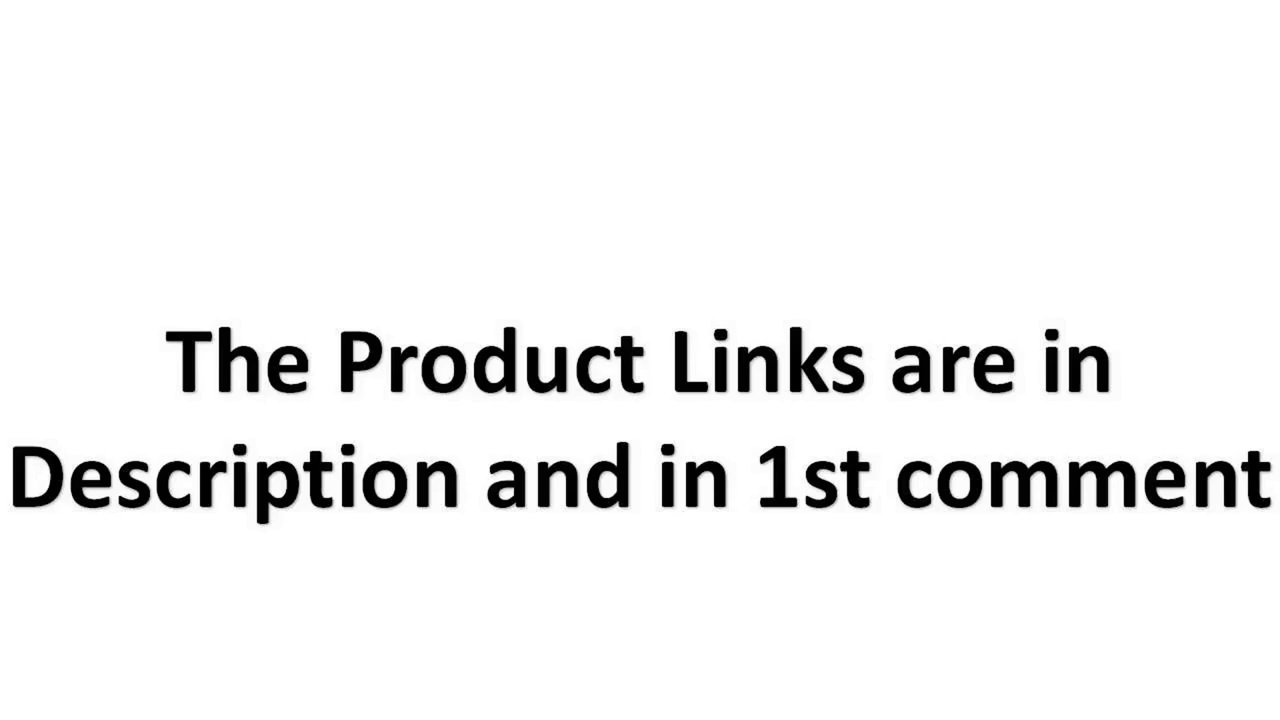 The Product Links are in
Description and in 1st comment